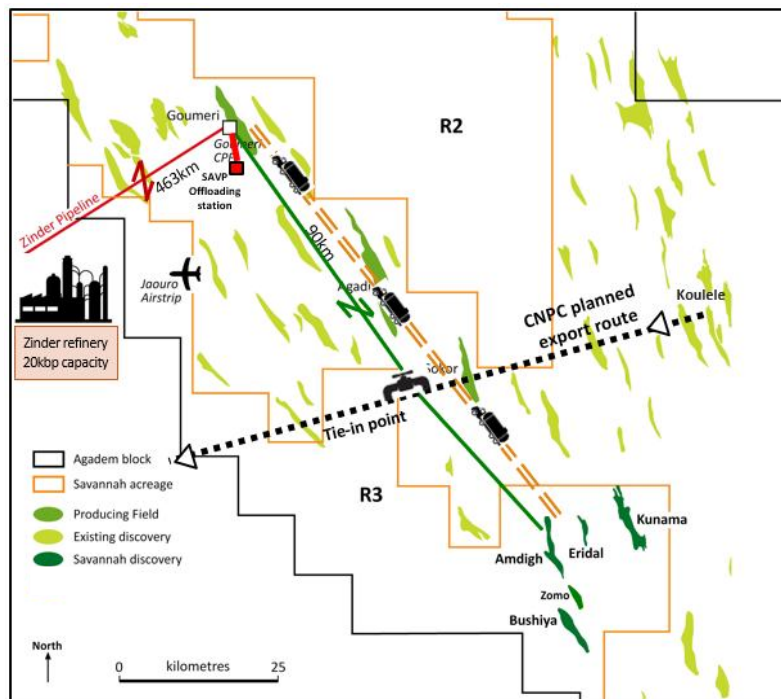 R2
Goumeri
Goumeri
CPF
SAVP
Offloading
station
463km
Zinder Pipeline
90km
Jaouro
Airstrip
Zinder refinery
20kbp capacity
CNPC planned
export route
Koulele
Tie-in point
R3
Agadem block
Savannah acreage
Producing Field
Existing discovery
Savannah discovery
Kunama
Eridal
Amdigh
Zomo
Bushiya
North
0 kilometres 25